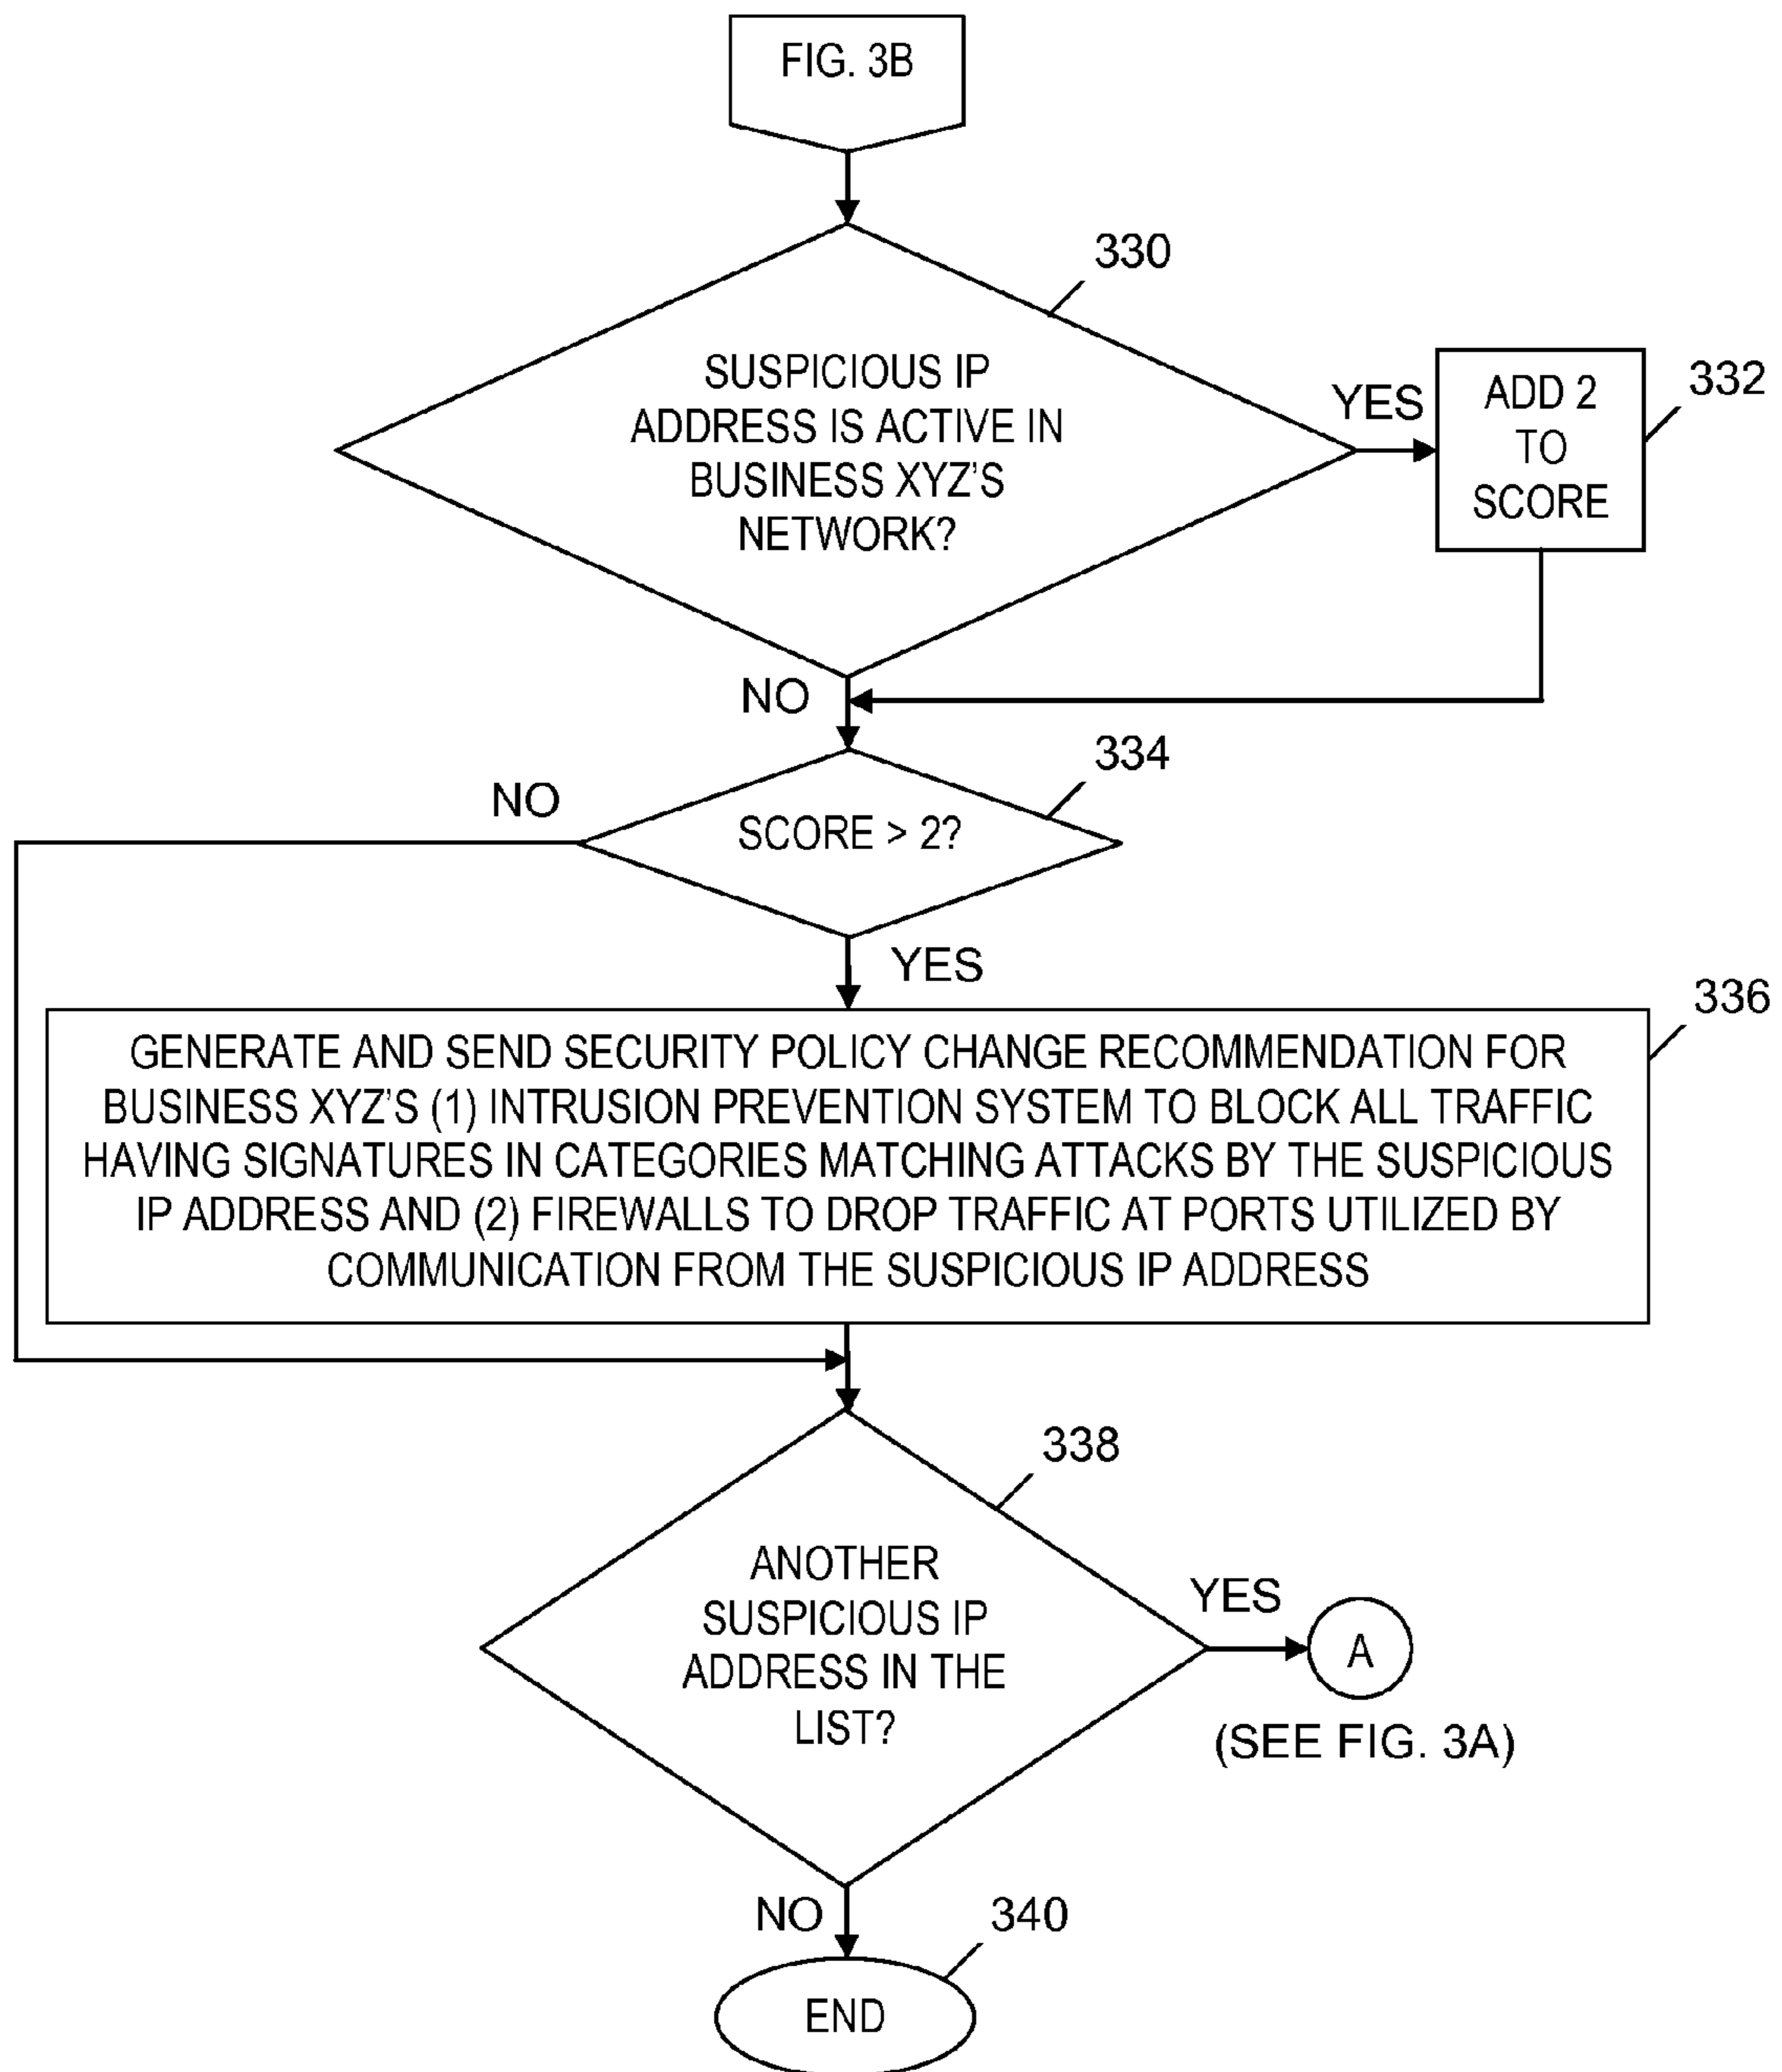 FIG. 3B
330
SUSPICIOUS IP
ADDRESS IS ACTIVE IN
BUSINESS XYZ'S
NETWORK?
YES
ADD 2
TO
SCORE
332
NO
334
NO
SCORE > 2?
YES
336
GENERATE AND SEND SECURITY POLICY CHANGE RECOMMENDATION FOR
BUSINESS XYZ'S (1) INTRUSION PREVENTION SYSTEM TO BLOCK ALL TRAFFIC
HAVING SIGNATURES IN CATEGORIES MATCHING ATTACKS BY THE SUSPICIOUS
IP ADDRESS AND (2) FIREWALLS TO DROP TRAFFIC AT PORTS UTILIZED BY
COMMUNICATION FROM THE SUSPICIOUS IP ADDRESS
338
ANOTHER
SUSPICIOUS IP
ADDRESS IN THE
LIST?
YES
A
(SEE FIG. 3A)
NO
340
END